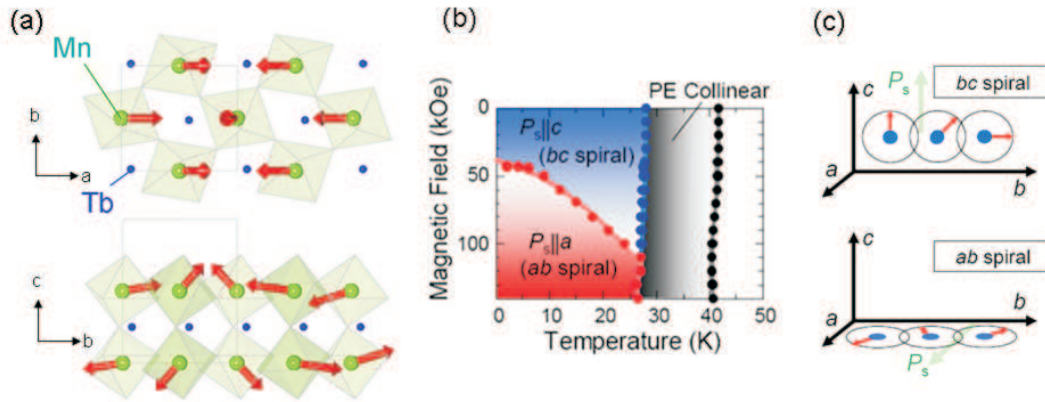 (a)
Mn
b
a
Tb
c
b
(b)
PE Collinear
Magnetic Field (kOe)
0
50
100
Ps||c
(bc spiral)
Ps||a
(ab spiral)
0 10 20 30 40 50
Temperature (K)
(c)
c
Ps
bc spiral
a
b
c
ab spiral
a
b
Ps